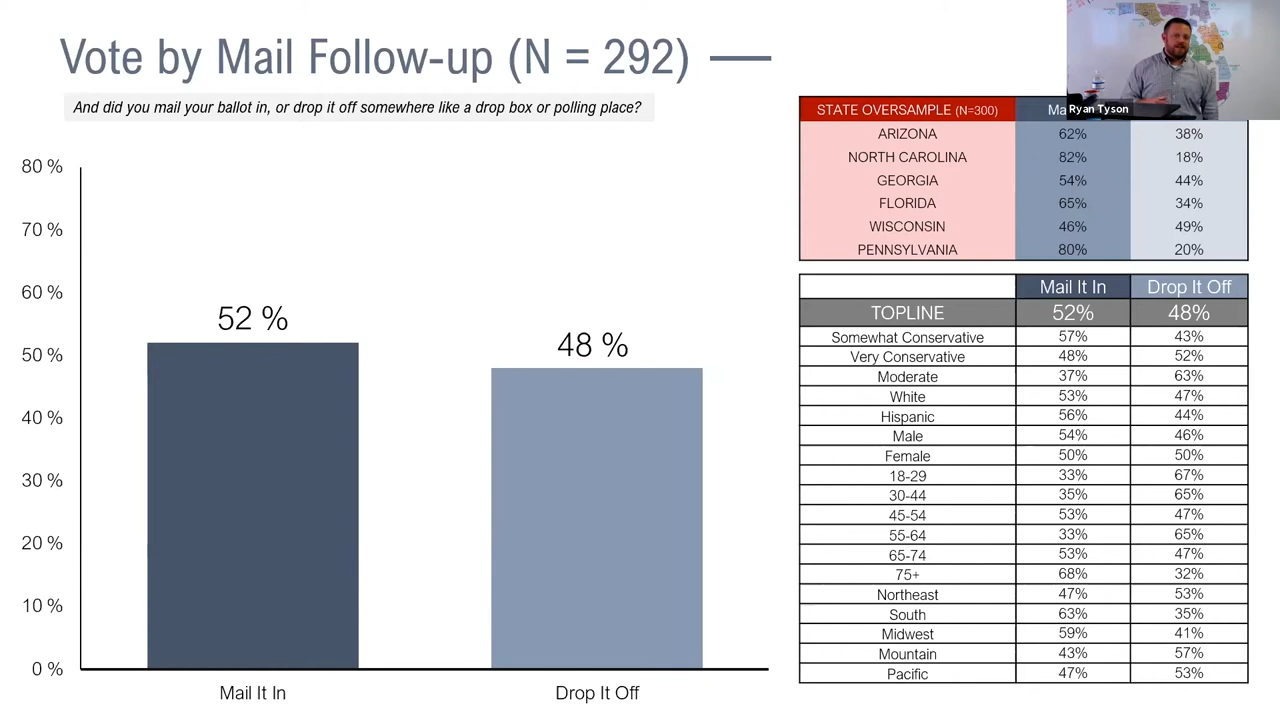 Vote by Mail Follow-up (N = 292)
And did you mail your ballot in, or drop it off somewhere like a drop box or polling place?
80 %
70 %
60 %
50 %
40 %
30 %
20 %
10 %
0 %
52 %
48 %
Mail It In
Drop It Off
Ryan Tyson
STATE OVERSAMPLE (N=300) Ma
ARIZONA 62% 38%
NORTH CAROLINA 82% 18%
GEORGIA 54% 44%
FLORIDA 65% 34%
WISCONSIN 46% 49%
PENNSYLVANIA 80% 20%
Mail It In Drop It Off
TOPLINE 52% 48%
Somewhat Conservative 57% 43%
Very Conservative 48% 52%
Moderate 37% 63%
White 53% 47%
Hispanic 56% 44%
Male 54% 46%
Female 50% 50%
18-29 33% 67%
30-44 35% 65%
45-54 53% 47%
55-64 33% 65%
65-74 53% 47%
75+ 68% 32%
Northeast 47% 53%
South 63% 35%
Midwest 59% 41%
Mountain 43% 57%
Pacific 47% 53%